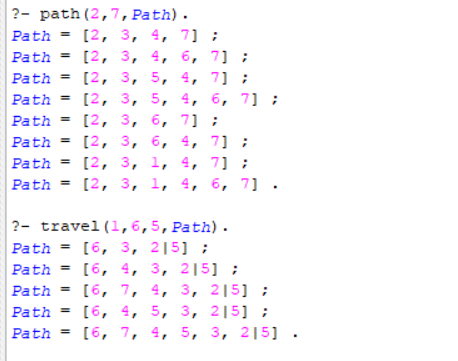 ?- path(2,7,Path).
Path = [2, 3, 4, 7] ;
Path = [2, 3, 4, 6, 7] ;
Path = [2, 3, 5, 4, 7] ;
Path = [2, 3, 5, 4, 6, 7] ;
Path = [2, 3, 6, 7] ;
Path = [2, 3, 6, 4, 7] ;
Path = [2, 3, 1, 4, 7] ;
Path = [2, 3, 1, 4, 6, 7] .
?- travel(1,6,5,Path).
Path = [6, 3, 2|5] ;
Path = [6, 4, 3, 2|5] ;
Path = [6, 7, 4, 3, 2|5] ;
Path = [6, 4, 5, 3, 2|5] ;
Path = [6, 7, 4, 5, 3, 2|5] .